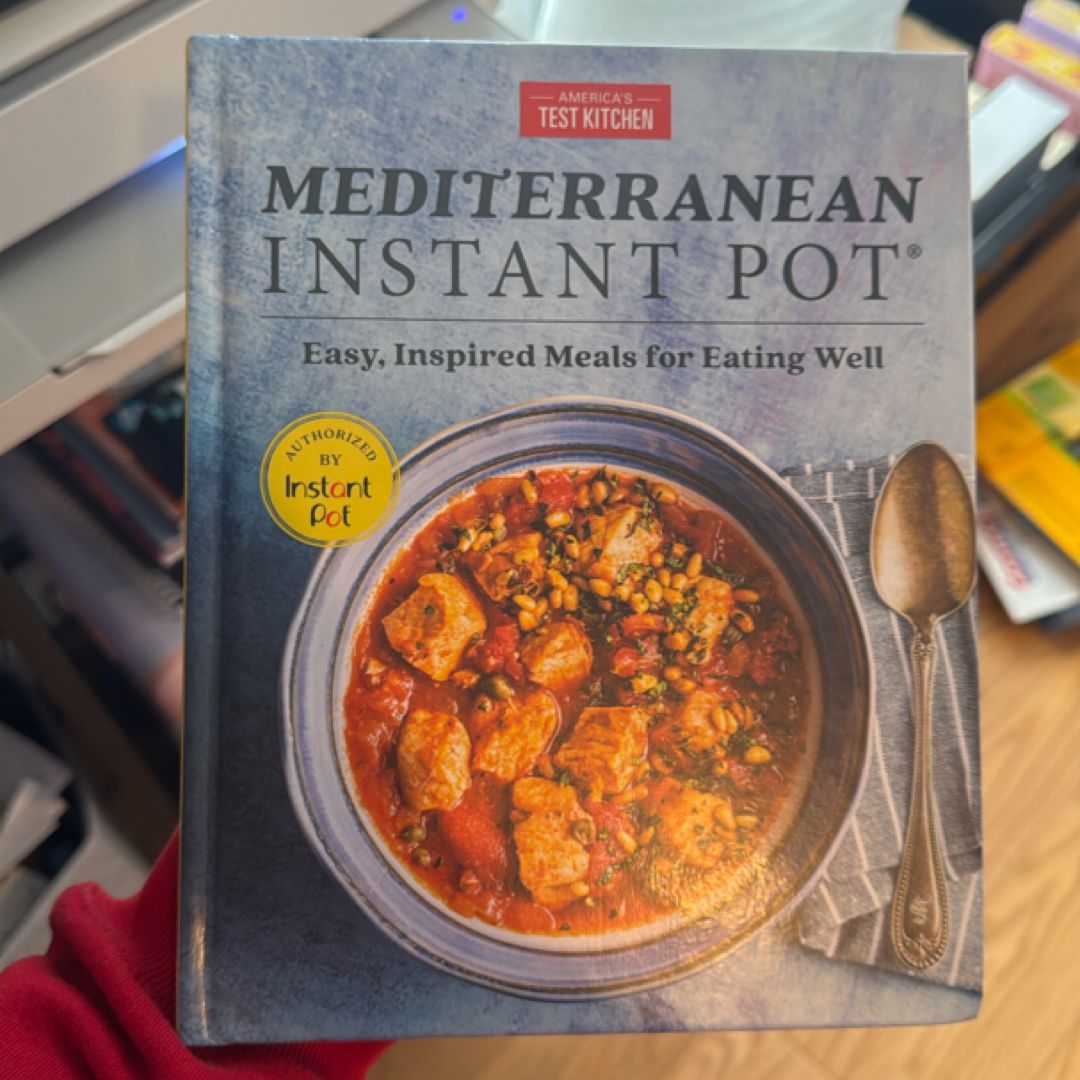 AMERICA'S
TEST KITCHEN
MEDITERRANEAN
INSTANT POT®
Easy, Inspired Meals for Eating Well
AUTHORIZED
BY
Instant
Pot